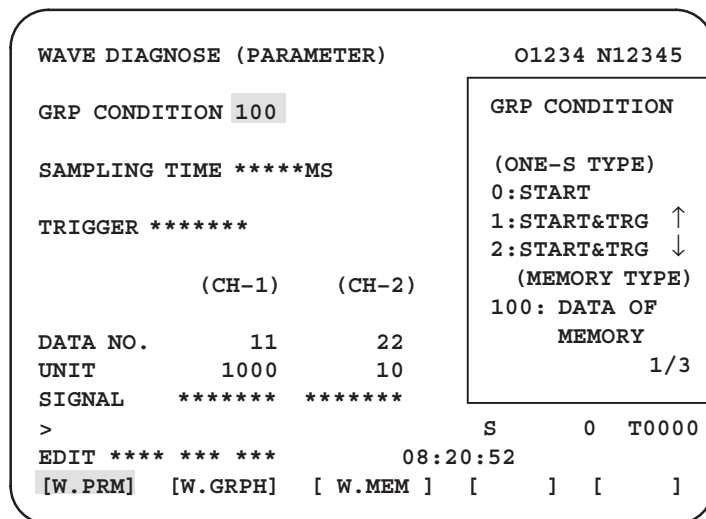 WAVE DIAGNOSE (PARAMETER) O1234 N12345
GRP CONDITION 100
SAMPLING TIME *****MS
TRIGGER *******
(CH−1) (CH−2)
DATA NO. 11 22
UNIT 1000 10
SIGNAL ******* *******
GRP CONDITION
(ONE−S TYPE)
0:START
1:START&TRG ↑
2:START&TRG ↓
(MEMORY TYPE)
100: DATA OF
MEMORY
1/3
> S 0 T0000
EDIT **** *** *** 08:20:52
[W.PRM] [W.GRPH] [ W.MEM ] [ ] [ ]